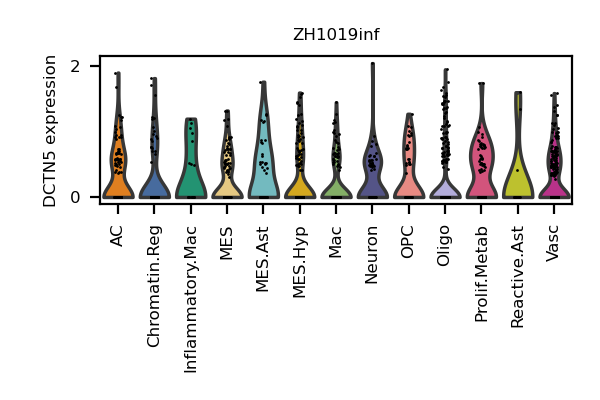 ZH1019inf
DCTN5 expression
2
0
AC
Chromatin.Reg
Inflammatory.Mac
MES
MES.Ast
MES.Hyp
Mac
Neuron
OPC
Oligo
Prolif.Metab
Reactive.Ast
Vasc